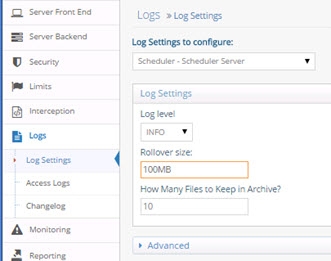 Server Front End
Server Backend
Security
Limits
Interception
Logs
Log Settings
Access Logs
Changelog
Monitoring
Reporting
Logs > Log Settings
Log Settings to configure:
Scheduler - Scheduler Server
Log Settings
Log level
INFO
Rollover size:
100MB
How Many Files to Keep in Archive?
10
Advanced